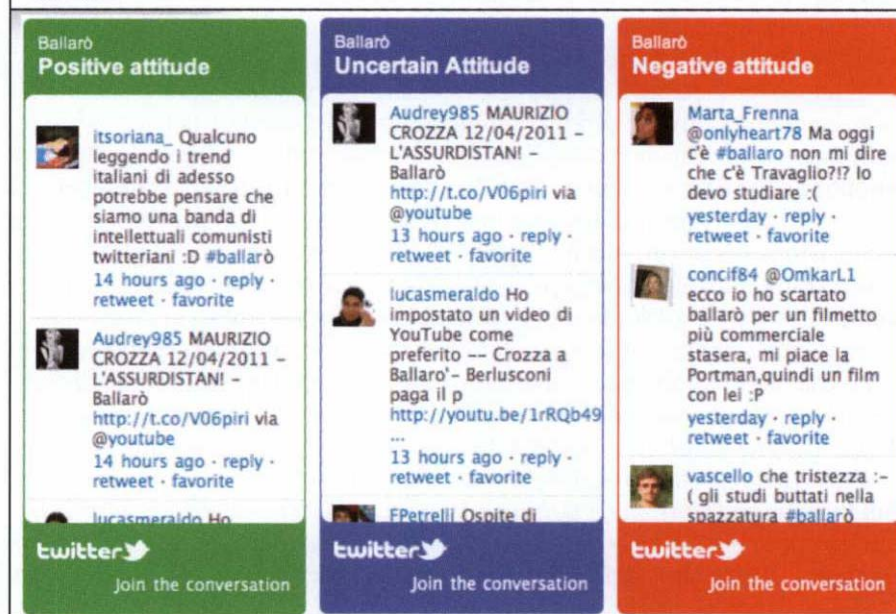 Ballarò
Positive attitude
itsoriana_ Qualcuno
leggendo i trend
italiani di adesso
potrebbe pensare che
siamo una banda di
intellettuali comunisti
twitteriani :D #ballarò
14 hours ago · reply ·
retweet · favorite
Audrey985 MAURIZIO
CROZZA 12/04/2011 –
L'ASSURDISTAN! –
Ballarò
http://t.co/V06piri via
@youtube
14 hours ago · reply ·
retweet · favorite
lucasmeraldo Ho
twitter
Join the conversation
Ballarò
Uncertain Attitude
Audrey985 MAURIZIO
CROZZA 12/04/2011 –
L'ASSURDISTAN! –
Ballarò
http://t.co/V06piri via
@youtube
13 hours ago · reply ·
retweet · favorite
lucasmeraldo Ho
impostato un video di
YouTube come
preferito -- Crozza a
Ballaro'- Berlusconi
paga il p
http://youtu.be/1rRQb49
...
13 hours ago · reply ·
retweet · favorite
FPetrelli Ospite di
twitter
Join the conversation
Ballarò
Negative attitude
Marta_Frenna
@onlyheart78 Ma oggi
c'è #ballaro non mi dire
che c'è Travaglio?!? Io
devo studiare :(
yesterday · reply ·
retweet · favorite
concif84 @OmkarL1
ecco io ho scartato
ballarò per un filmetto
più commerciale
stasera, mi piace la
Portman,quindi un film
con lei :P
yesterday · reply ·
retweet · favorite
vascello che tristezza :-
( gli studi buttati nella
spazzatura #ballarò
twitter
Join the conversation